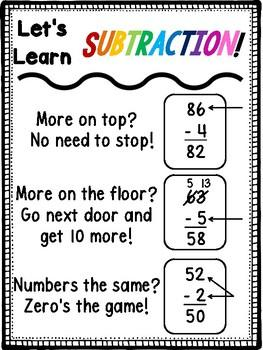 Let's
Learn
SUBTRACTION!
More on top?
No need to stop!
86
- 4
82
More on the floor?
Go next door and
get 10 more!
5 13
63
- 5
58
Numbers the same?
Zero's the game!
52
- 2
50